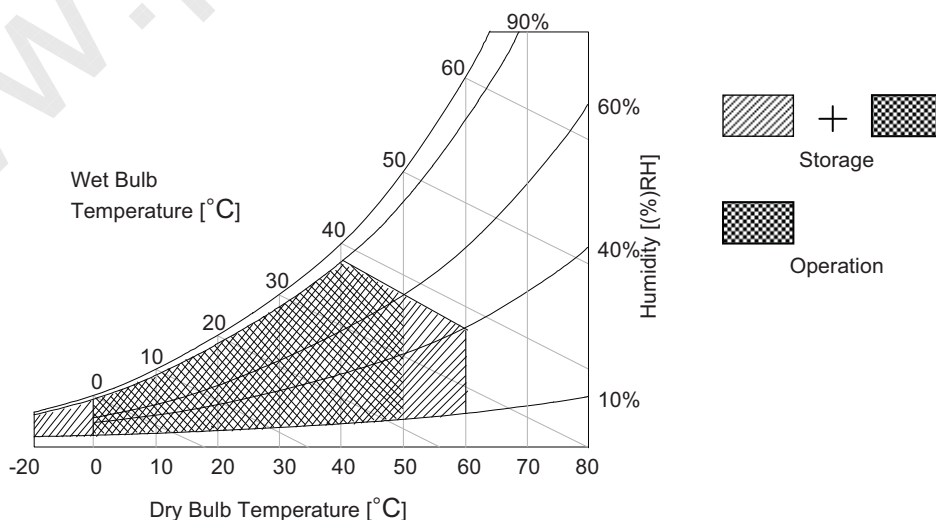 90%
60
60%
50
Wet Bulb
Temperature [°C]
Storage
40
40%
Humidity [(%)RH]
30
Operation
20
10
0
10%
-20 0 10 20 30 40 50 60 70 80
Dry Bulb Temperature [°C]